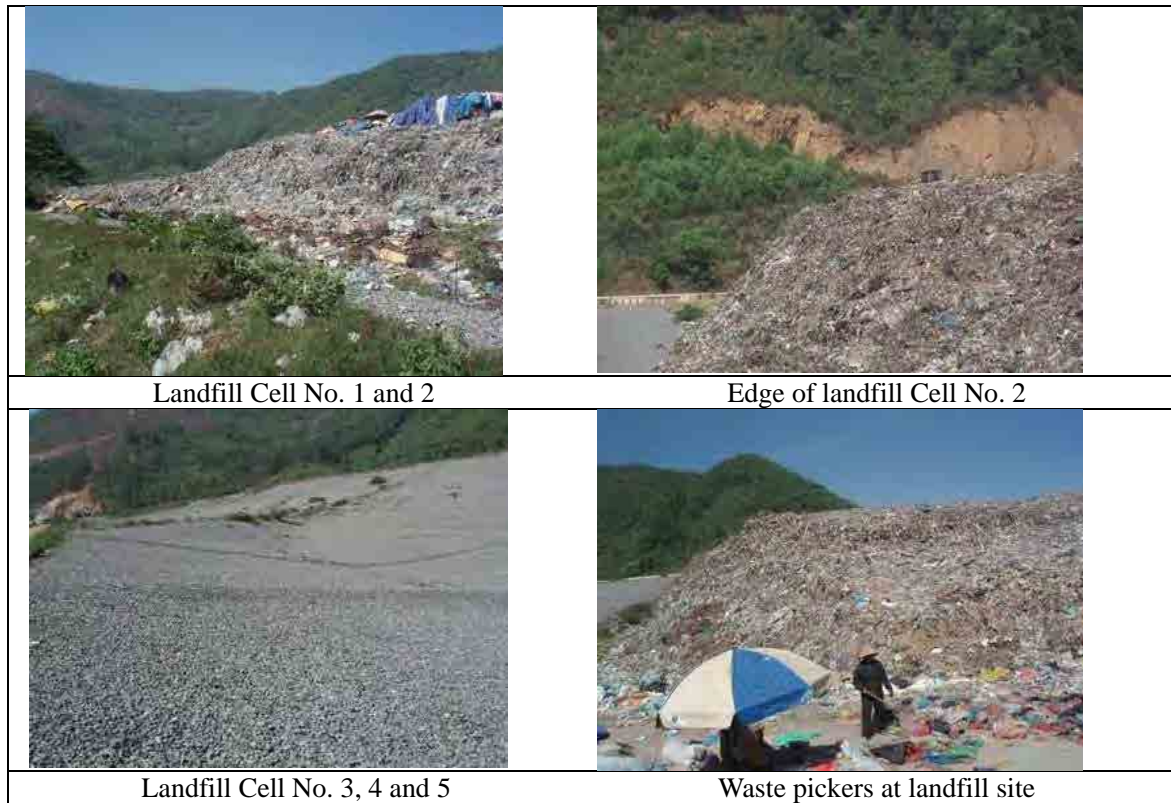 Landfill Cell No. 1 and 2
Edge of landfill Cell No. 2
Landfill Cell No. 3, 4 and 5
Waste pickers at landfill site